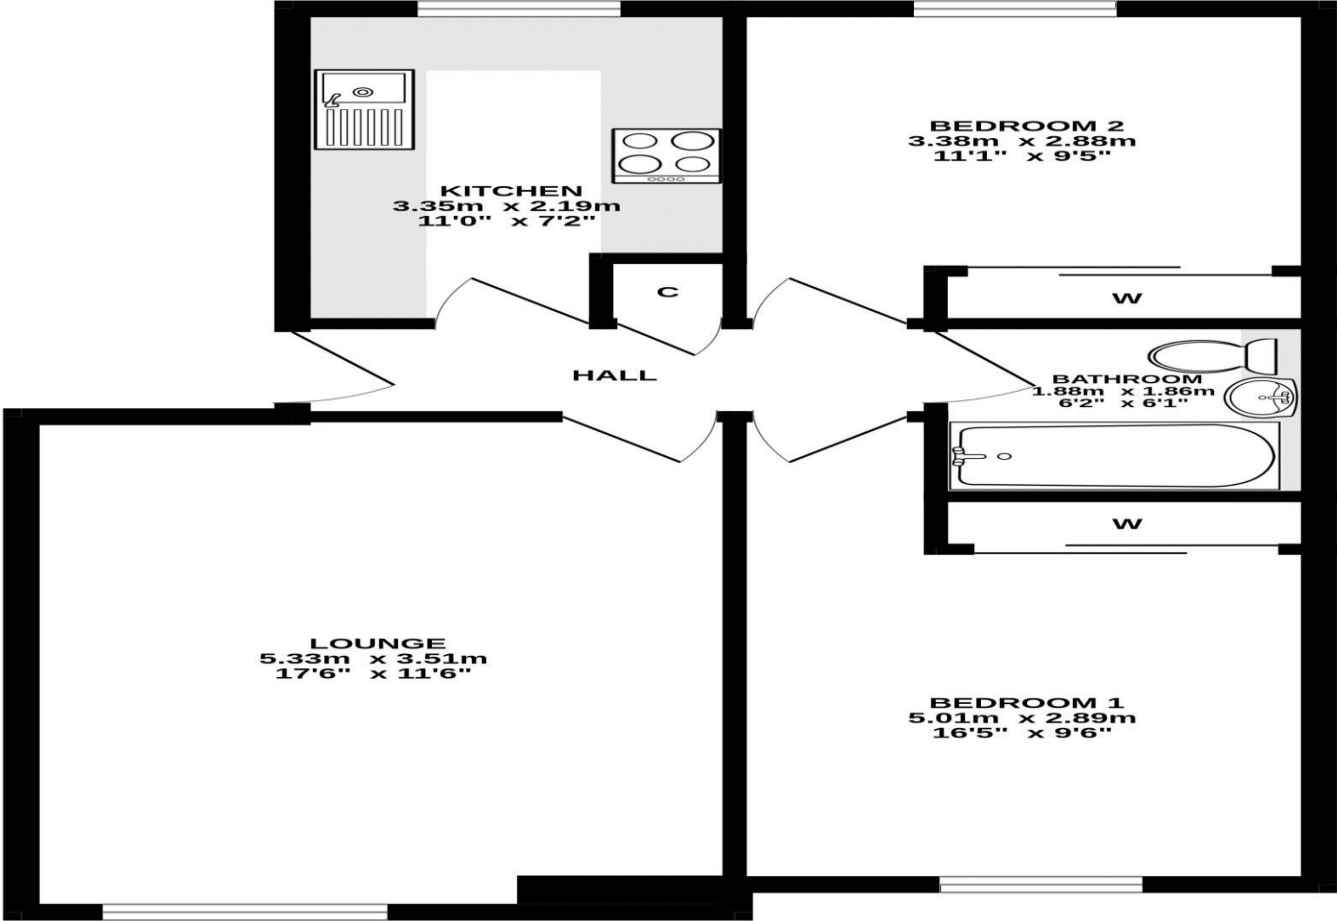 BEDROOM 2
3.38m x 2.88m
11'1" x 9'5"
KITCHEN
3.35m x 2.19m
11'0" x 7'2"
C
W
HALL
BATHROOM
1.88m x 1.86m
6'2" x 6'1"
W
LOUNGE
5.33m x 3.51m
17'6" x 11'6"
BEDROOM 1
5.01m x 2.89m
16'5" x 9'6"